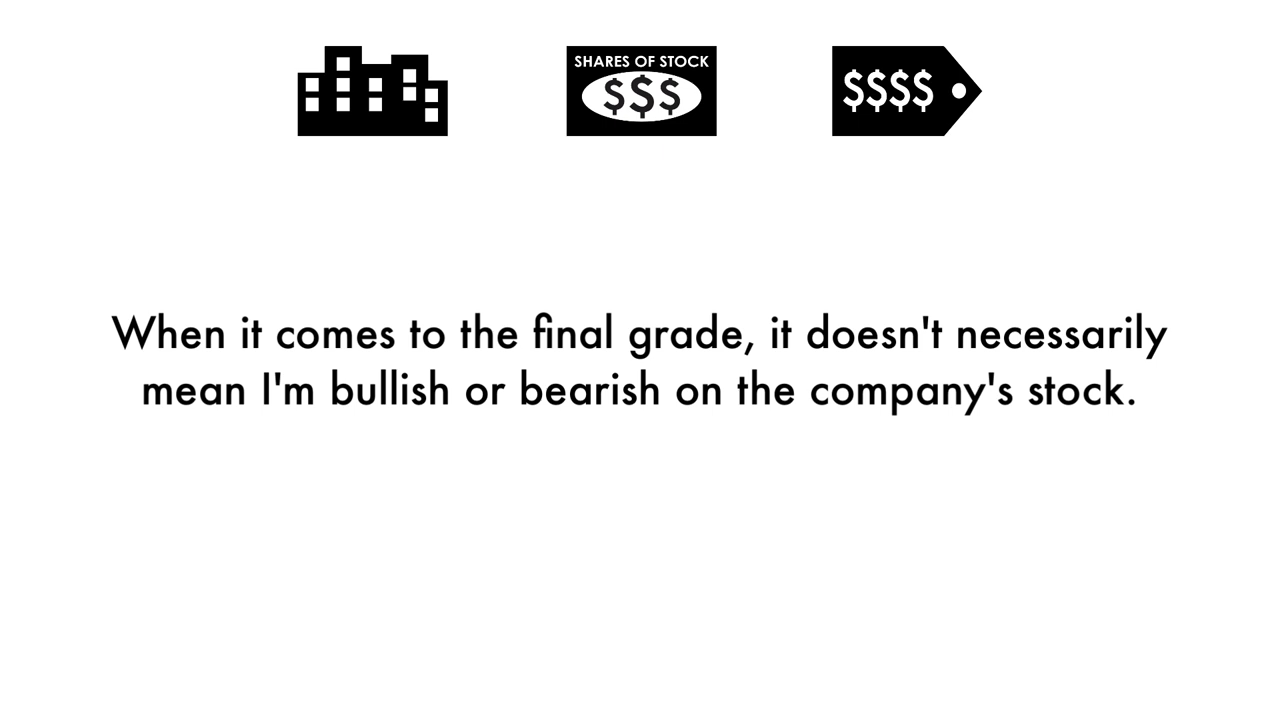 SHARES OF STOCK
$$$
$$$$
When it comes to the final grade, it doesn't necessarily
mean I'm bullish or bearish on the company's stock.